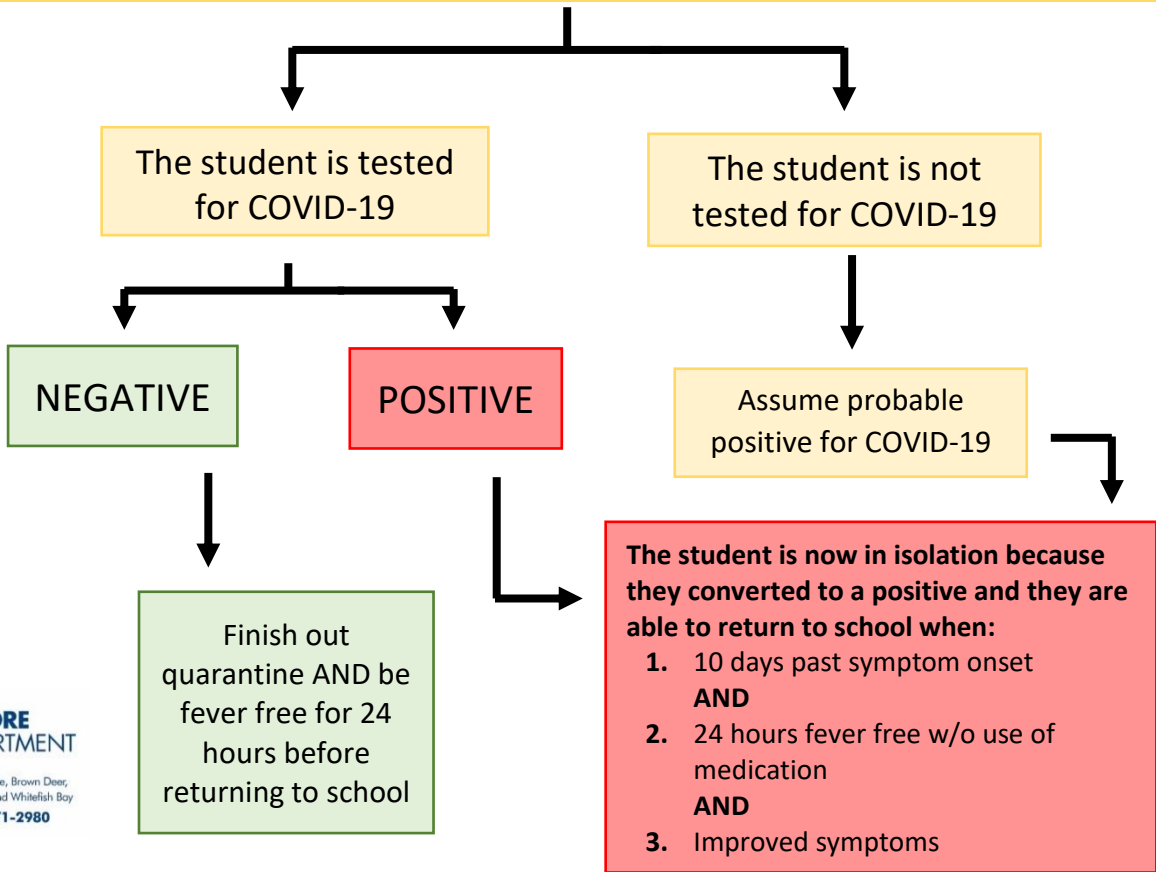 The student is tested
for COVID-19
The student is not
tested for COVID-19
NEGATIVE
POSITIVE
Assume probable
positive for COVID-19
Finish out
quarantine AND be
fever free for 24
hours before
returning to school
The student is now in isolation because
they converted to a positive and they are
able to return to school when:
1. 10 days past symptom onset
AND
2. 24 hours fever free w/o use of
medication
AND
3. Improved symptoms
ORE
RTMENT
e, Brown Deer,
nd Whitefish Bay
71-2980